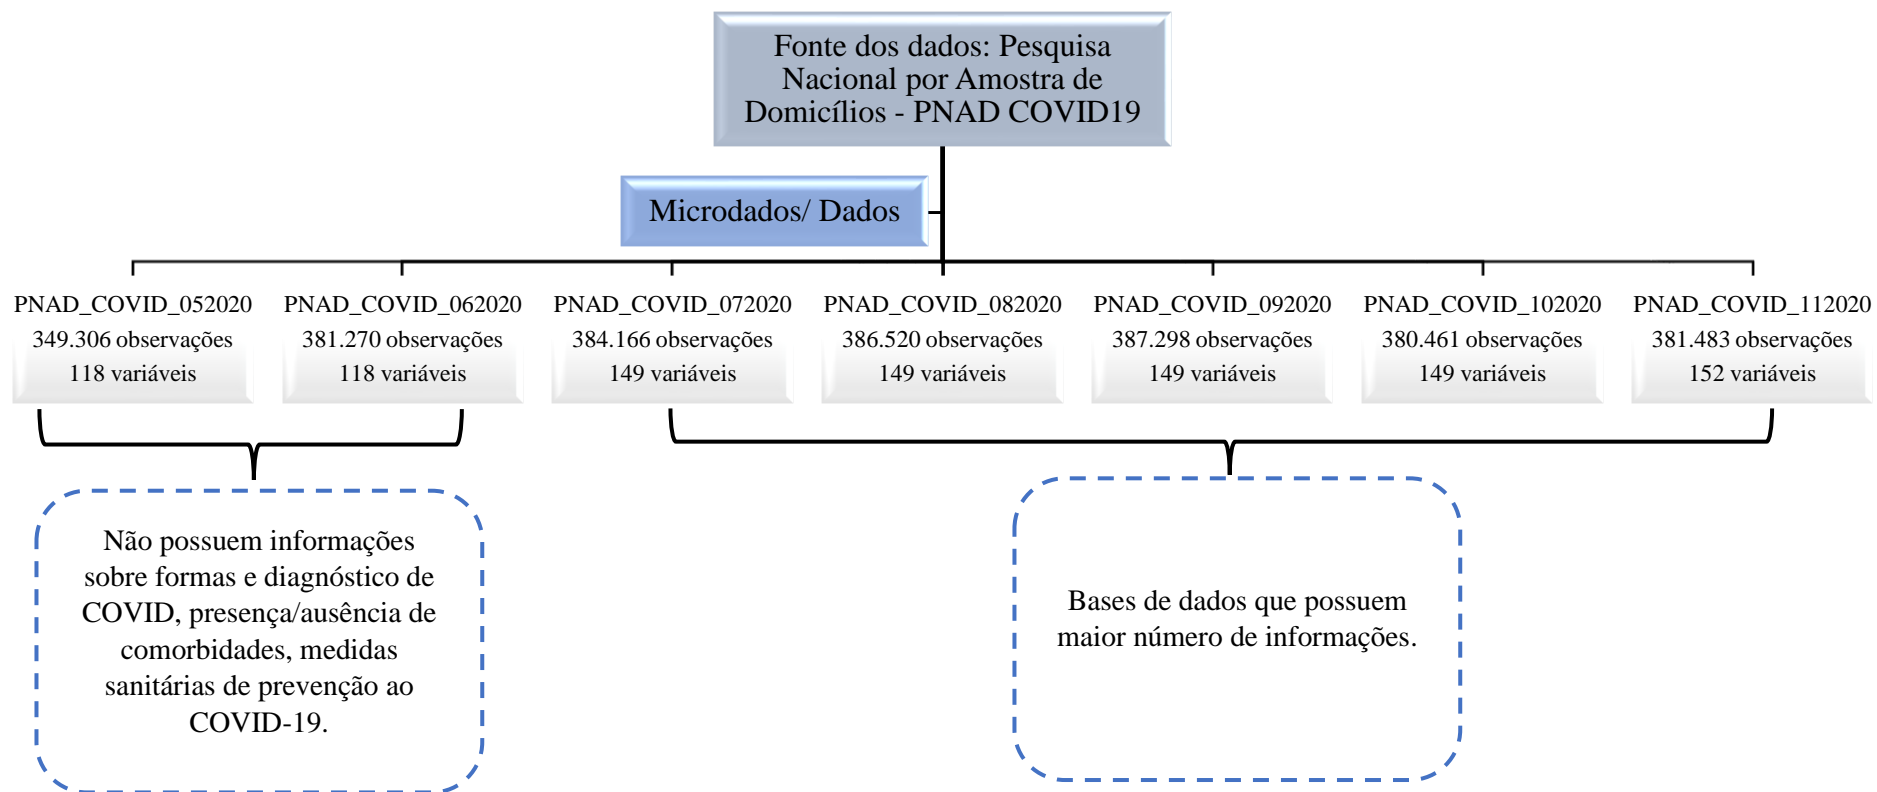 Fonte dos dados: Pesquisa
Nacional por Amostra de
Domicílios - PNAD COVID19
Microdados/ Dados
PNAD_COVID_052020
349.306 observações
118 variáveis
PNAD_COVID_062020
381.270 observações
118 variáveis
PNAD_COVID_072020
384.166 observações
149 variáveis
PNAD_COVID_082020
386.520 observações
149 variáveis
PNAD_COVID_092020
387.298 observações
149 variáveis
PNAD_COVID_102020
380.461 observações
149 variáveis
PNAD_COVID_112020
381.483 observações
152 variáveis
Não possuem informações
sobre formas e diagnóstico de
COVID, presença/ausência de
comorbidades, medidas
sanitárias de prevenção ao
COVID-19.
Bases de dados que possuem
maior número de informações.